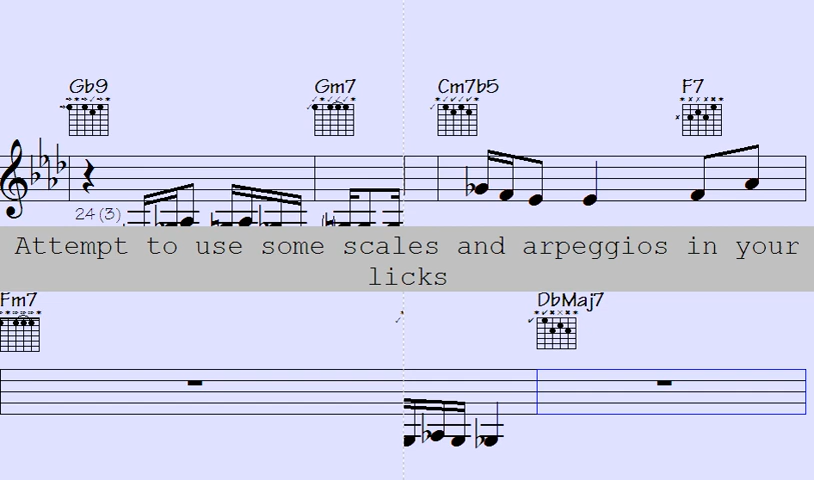 Gb9 Gm7 Cm7b5 F7
24 (3)
Attempt to use some scales and arpeggios in your
licks
Fm7 DbMaj7